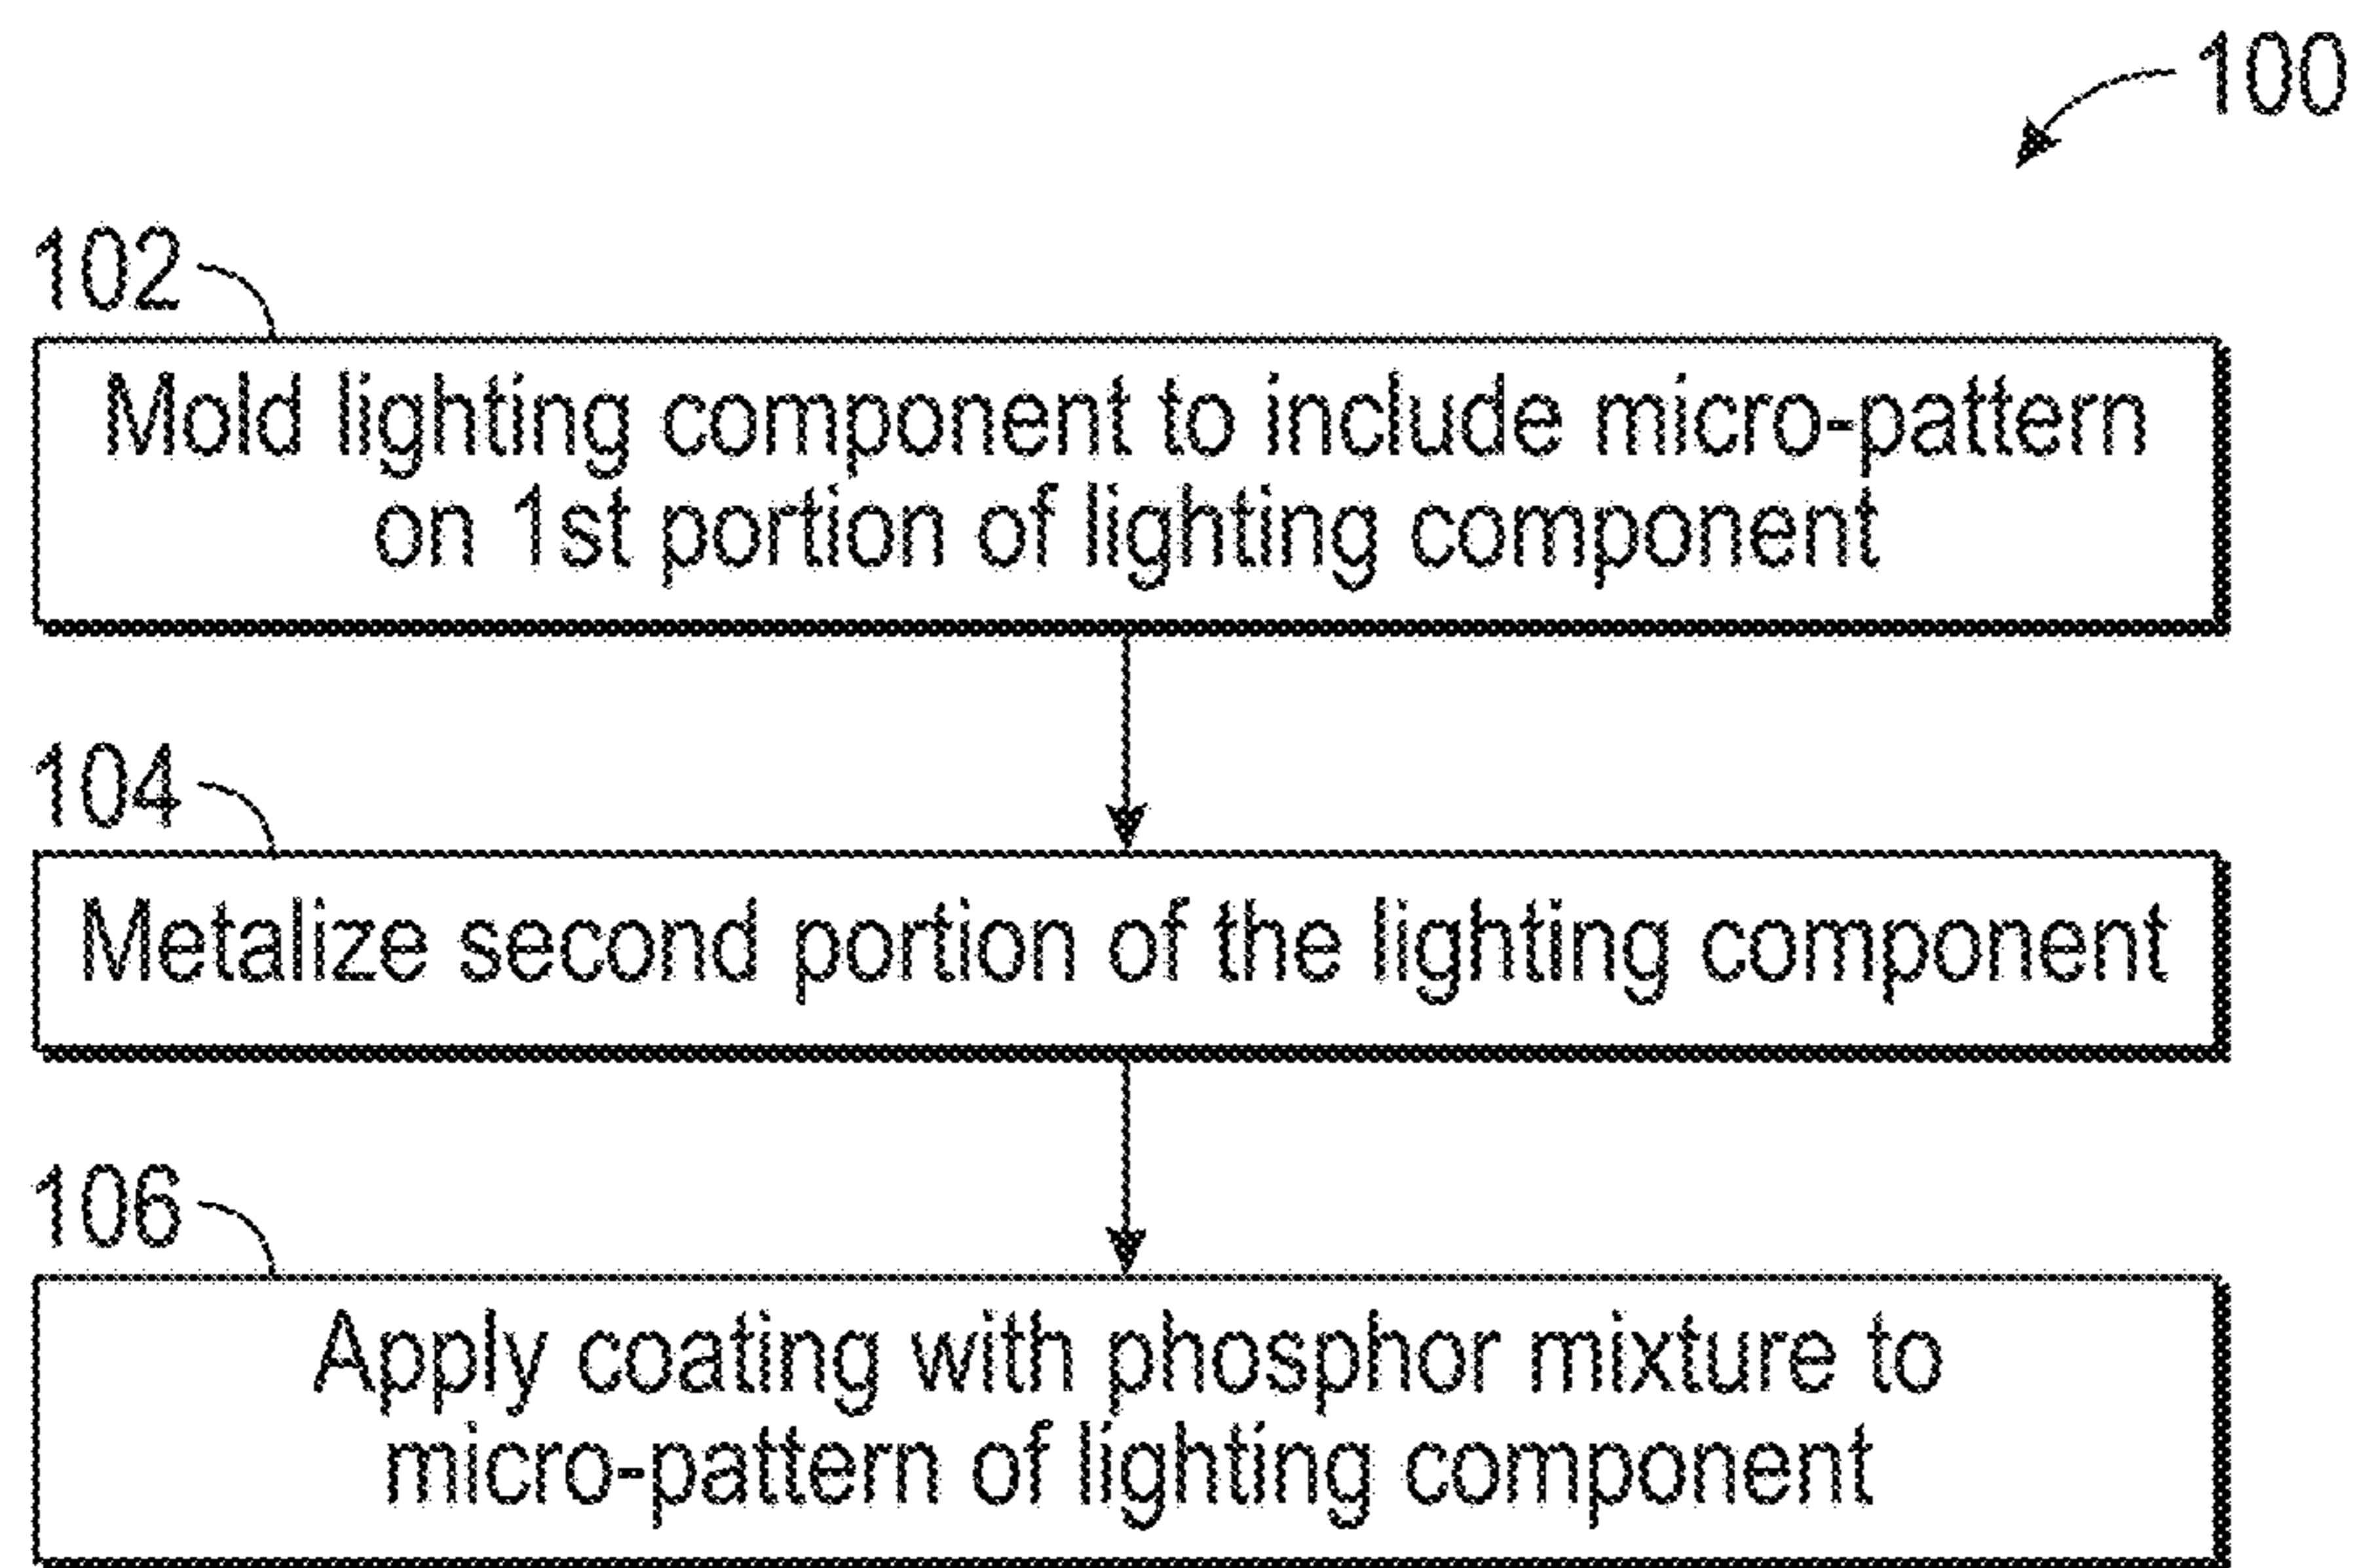 100
102
Mold lighting component to include micro-pattern
on 1st portion of lighting component
104
Metalize second portion of the lighting component
106
Apply coating with phosphor mixture to
micro-pattern of lighting component